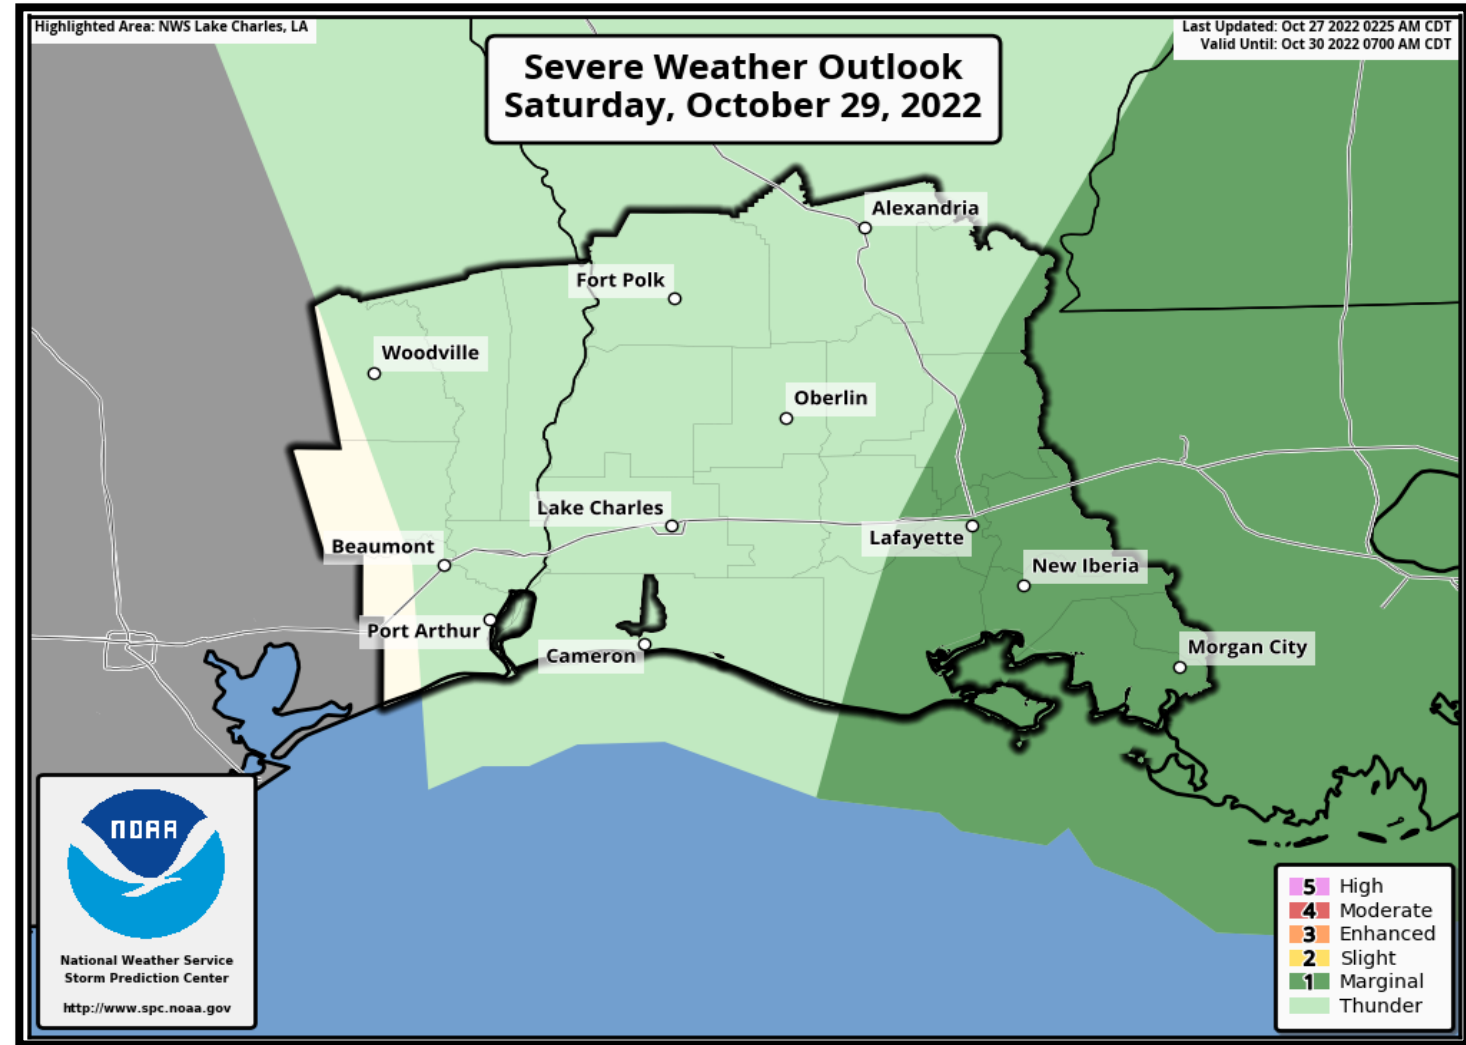 Highlighted Area: NWS Lake Charles, LA
Last Updated: Oct 27 2022 0225 AM CDT
Valid Until: Oct 30 2022 0700 AM CDT
Severe Weather Outlook
Saturday, October 29, 2022
Alexandria
Fort Polk
Woodville
Oberlin
Lake Charles
Lafayette
Beaumont
New Iberia
Port Arthur
Cameron
Morgan City
NOAA
National Weather Service
Storm Prediction Center
http://www.spc.noaa.gov
5 High
4 Moderate
3 Enhanced
2 Slight
1 Marginal
Thunder